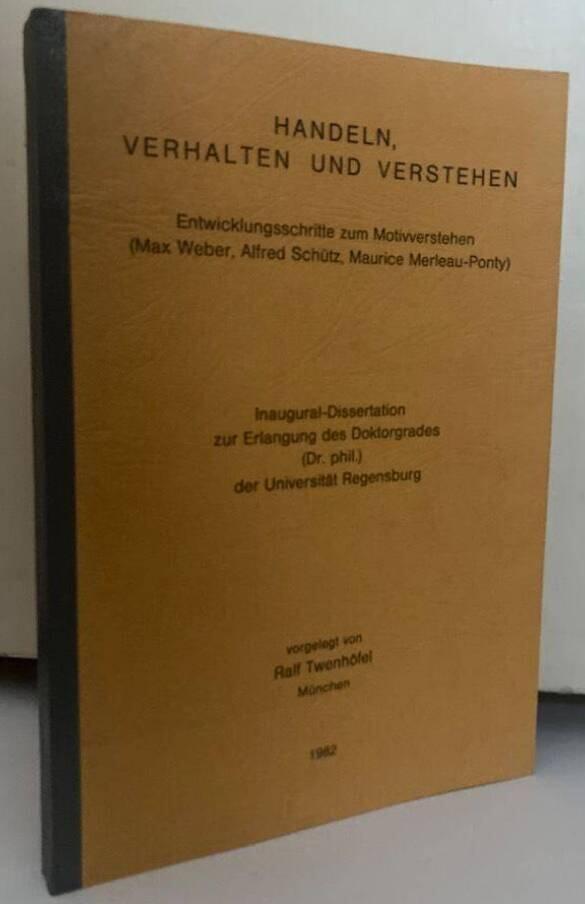 HANDELN,
VERHALTEN UND VERSTEHEN
Entwicklungsschritte zum Motivverstehen
(Max Weber, Alfred Schütz, Maurice Merleau-Ponty)
Inaugural-Dissertation
zur Erlangung des Doktorgrades
(Dr. phil.)
der Universität Regensburg
vorgelegt von
Ralf Twenhöfel
München
1982